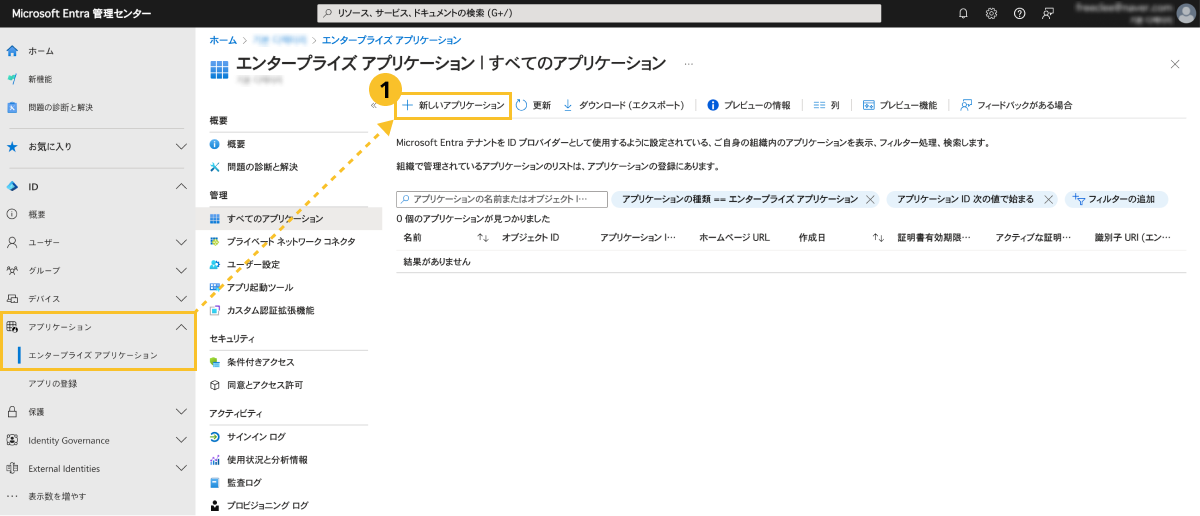 Microsoft Entra 管理センター
リソース、サービス、ドキュメントの検索 (G+/)
ホーム
新機能
問題の診断と解決
お気に入り
ID
概要
ユーザー
グループ
デバイス
アプリケーション
エンタープライズ アプリケーション
アプリの登録
保護
Identity Governance
External Identities
表示数を増やす
ホーム > > エンタープライズ アプリケーション
エンタープライズ アプリケーション | すべてのアプリケーション ...
1
概要
概要
問題の診断と解決
管理
すべてのアプリケーション
プライベート ネットワーク コネクタ
ユーザー設定
アプリ起動ツール
カスタム認証拡張機能
セキュリティ
条件付きアクセス
同意とアクセス許可
アクティビティ
サインイン ログ
使用状況と分析情報
監査ログ
プロビジョニング ログ
新しいアプリケーション 更新 ダウンロード (エクスポート) プレビューの情報 列 プレビュー機能 フィードバックがある場合
Microsoft Entra テナントを ID プロバイダーとして使用するように設定されている、ご自身の組織内のアプリケーションを表示、フィルター処理、検索します。
組織で管理されているアプリケーションのリストは、アプリケーションの登録にあります。
アプリケーションの名前またはオブジェクト I… アプリケーションの種類 == エンタープライズ アプリケーション アプリケーション ID 次の値で始まる フィルターの追加
0 個のアプリケーションが見つかりました
名前 オブジェクト ID アプリケーション I… ホームページ URL 作成日 証明書有効期限… アクティブな証明… 識別子 URI (エン…
結果がありません